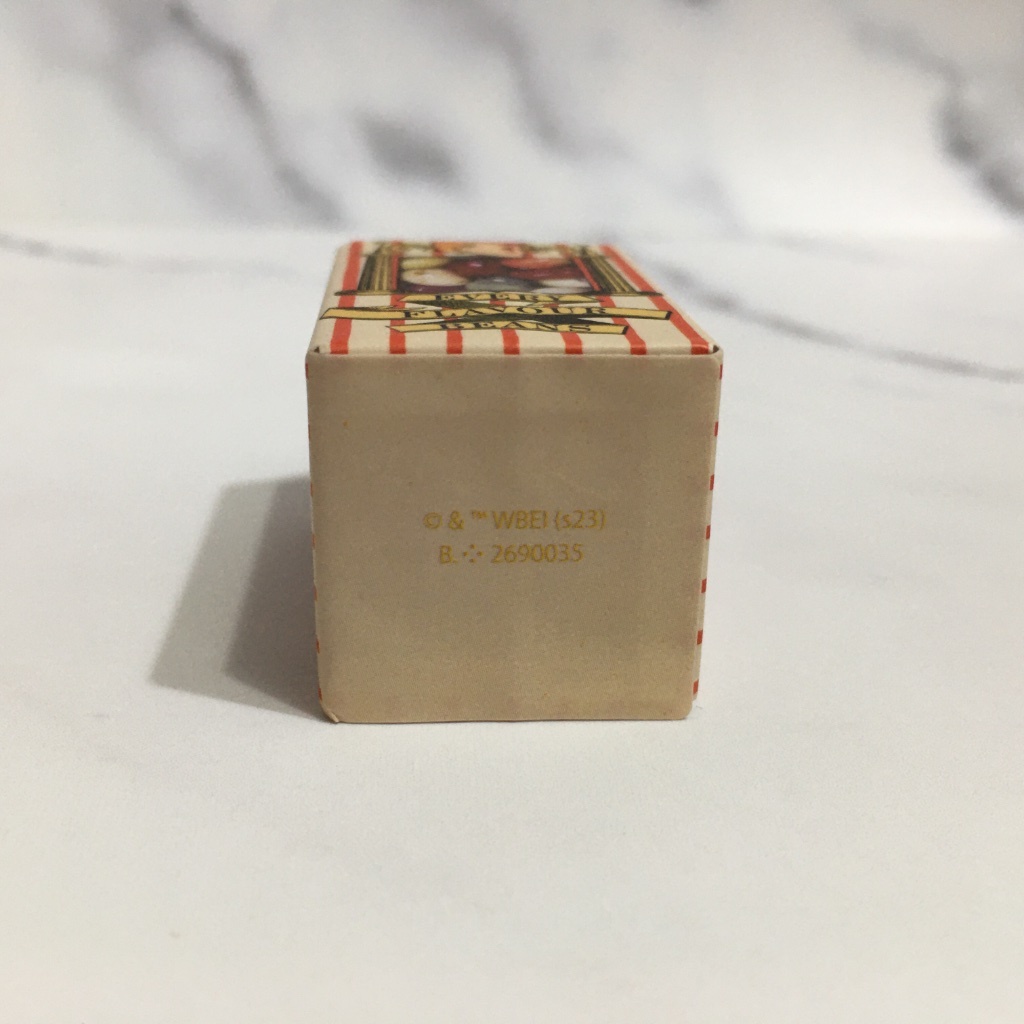 EVERY
FLAVOUR
BEANS
© & ™ WBEI (s23)
B. ⁘ 2690035